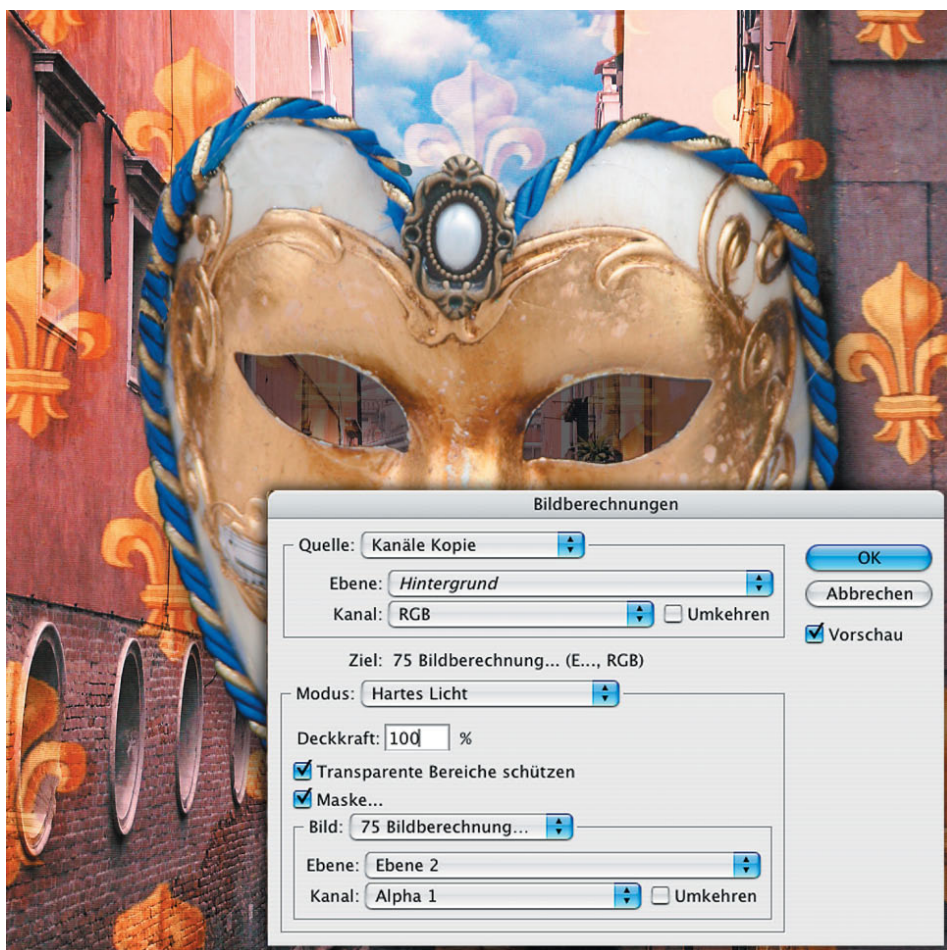 Bildberechnungen
Quelle: Kanäle Kopie
OK
Ebene: Hintergrund
Abbrechen
Kanal: RGB Umkehren
Vorschau
Ziel: 75 Bildberechnung... (E..., RGB)
Modus: Hartes Licht
Deckkraft: 100 %
Transparente Bereiche schützen
Maske...
Bild: 75 Bildberechnung...
Ebene: Ebene 2
Kanal: Alpha 1 Umkehren